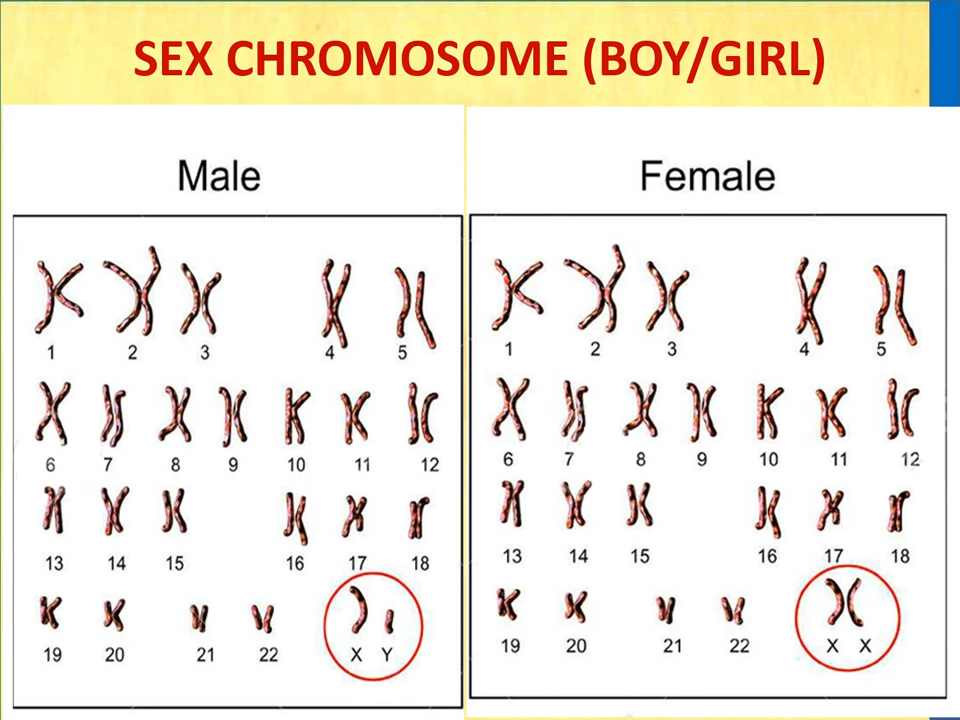 SEX CHROMOSOME (BOY/GIRL)
Male
1 2 3 4 5
6 7 8 9 10 11 12
13 14 15 16 17 18
19 20 21 22 X Y
Female
1 2 3 4 5
6 7 8 9 10 11 12
13 14 15 16 17 18
19 20 21 22 X X